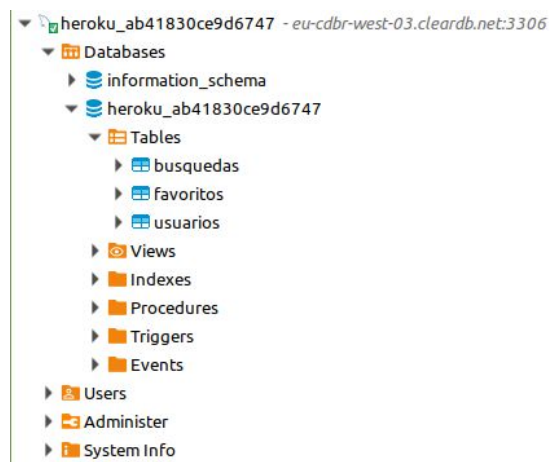 heroku_ab41830ce9d6747 - eu-cdbr-west-03.cleardb.net:3306
Databases
information_schema
heroku_ab41830ce9d6747
Tables
busquedas
favoritos
usuarios
Views
Indexes
Procedures
Triggers
Events
Users
Administer
System Info